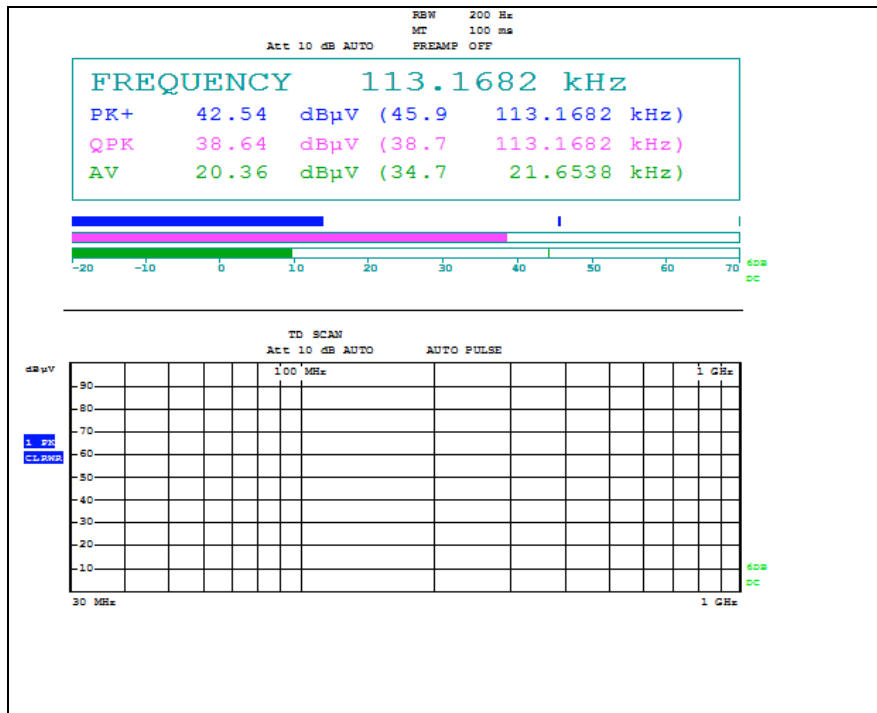 RBW 200 Hz
MT 100 ms
Att 10 dB AUTO PREAMP OFF
FREQUENCY 113.1682 kHz
PK+ 42.54 dBµV (45.9 113.1682 kHz)
QPK 38.64 dBµV (38.7 113.1682 kHz)
AV 20.36 dBµV (34.7 21.6538 kHz)
-20 -10 0 10 20 30 40 50 60 70
6DB
DC
TD SCAN
Att 10 dB AUTO AUTO PULSE
dBµV
100 MHz 1 GHz
90
80
70
1 PK
CLRWR
60
50
40
30
20
10
6DB
DC
30 MHz 1 GHz